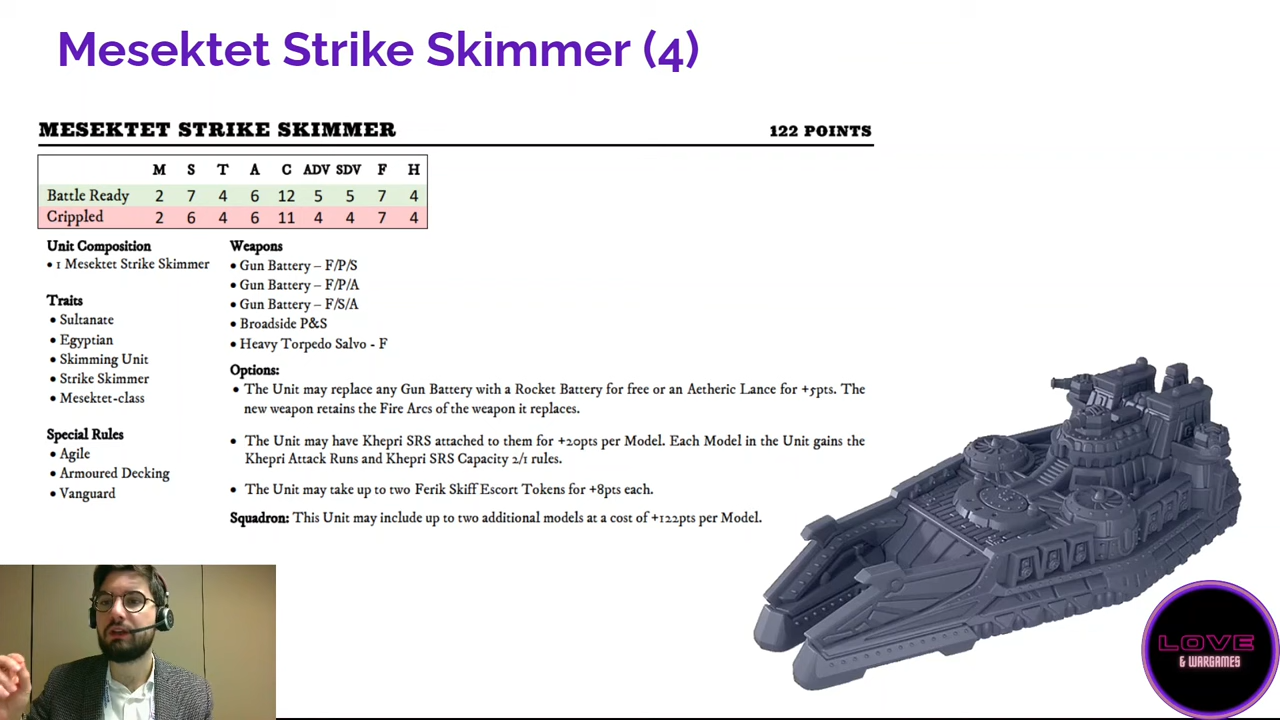 Mesektet Strike Skimmer (4)
MESEKTET STRIKE SKIMMER 122 POINTS
M S T A C ADV SDV F H
Battle Ready 2 7 4 6 12 5 5 7 4
Crippled 2 6 4 6 11 4 4 7 4
Unit Composition
• 1 Mesektet Strike Skimmer
Traits
• Sultanate
• Egyptian
• Skimming Unit
• Strike Skimmer
• Mesektet-class
Special Rules
• Agile
• Armoured Decking
• Vanguard
Weapons
• Gun Battery – F/P/S
• Gun Battery – F/P/A
• Gun Battery – F/S/A
• Broadside P&S
• Heavy Torpedo Salvo - F
Options:
• The Unit may replace any Gun Battery with a Rocket Battery for free or an Aetheric Lance for +5pts. The
new weapon retains the Fire Arcs of the weapon it replaces.
• The Unit may have Khepri SRS attached to them for +20pts per Model. Each Model in the Unit gains the
Khepri Attack Runs and Khepri SRS Capacity 2/1 rules.
• The Unit may take up to two Ferik Skiff Escort Tokens for +8pts each.
Squadron: This Unit may include up to two additional models at a cost of +122pts per Model.
LOVE
& WARGAMES